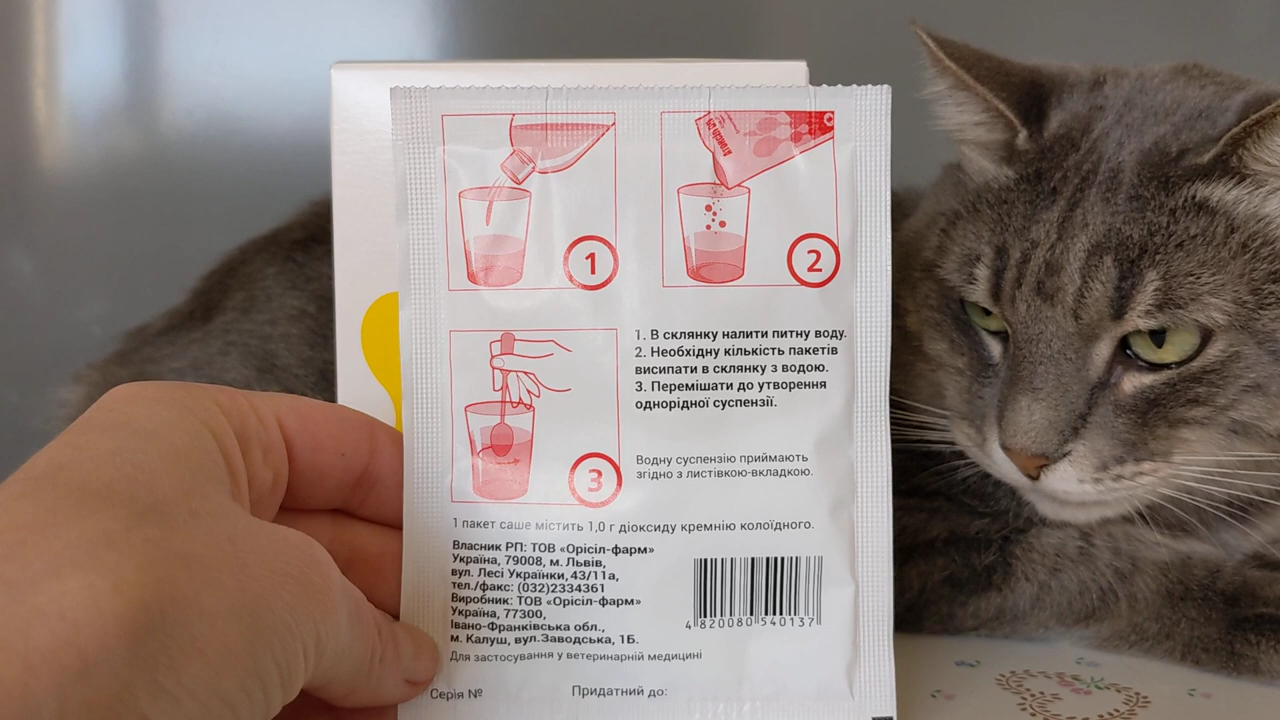 1
2
3
1. В склянку налити питну воду.
2. Необхідну кількість пакетів
висипати в склянку з водою.
3. Перемішати до утворення
однорідної суспензії.
Водну суспензію приймають
згідно з листівкою-вкладкою.
1 пакет саше містить 1,0 г діоксиду кремнію колоїдного.
Власник РП: ТОВ «Орісіл-фарм»
Україна, 79008, м. Львів,
вул. Лесі Українки, 43/11а,
тел./факс: (032)2334361
Виробник: ТОВ «Орісіл-фарм»
Україна, 77300,
Івано-Франківська обл.,
м. Калуш, вул.Заводська, 1Б.
4 820080 540137
Для застосування у ветеринарній медицині
Серія №
Придатний до: